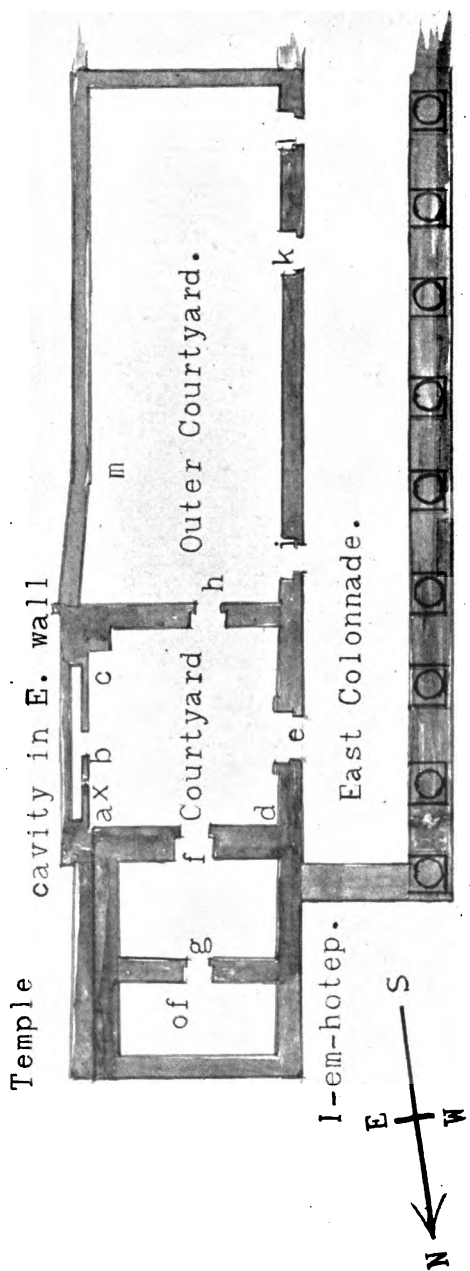 Temple
cavity in E. wall
m
a x b c
of g f h
Courtyard
Outer Courtyard.
d e j k l
East Colonnade.
I-em-hotep.
E
N S
W